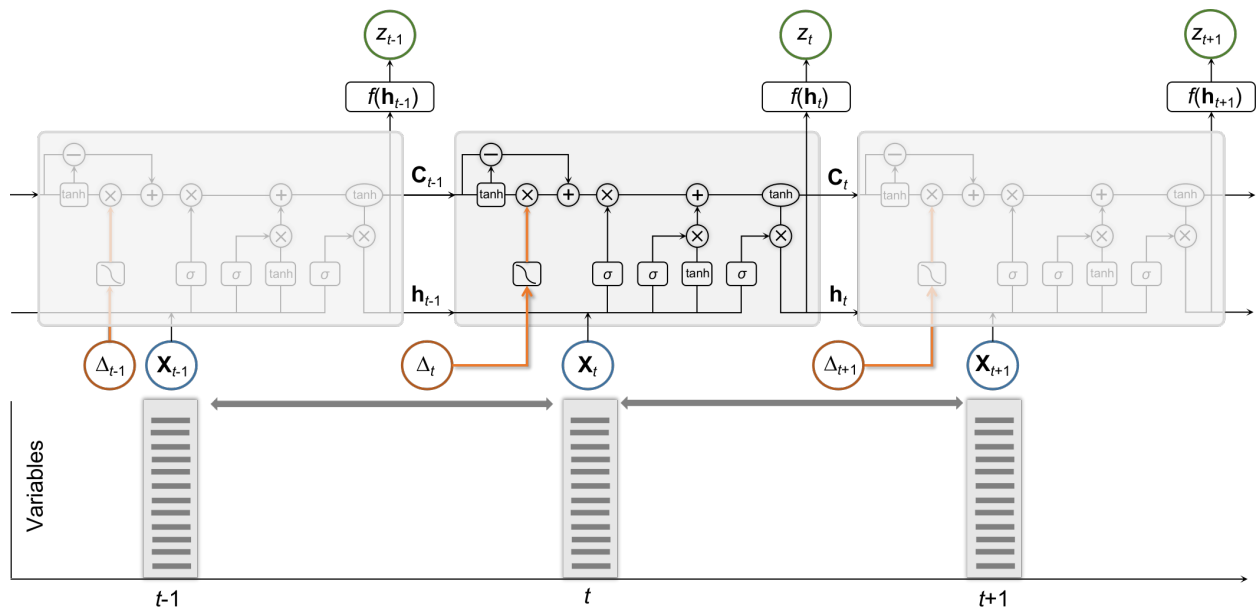 z_{t-1} z_t z_{t+1}
f(h_{t-1}) f(h_t) f(h_{t+1})
− − −
C_{t-1} C_t
tanh × + × + tanh tanh × + × + tanh tanh × + × + tanh
× × × × × ×
σ σ tanh σ σ σ tanh σ σ σ tanh σ
h_{t-1} h_t
Δ_{t-1} X_{t-1} Δ_t X_t Δ_{t+1} X_{t+1}
Variables
t-1 t t+1